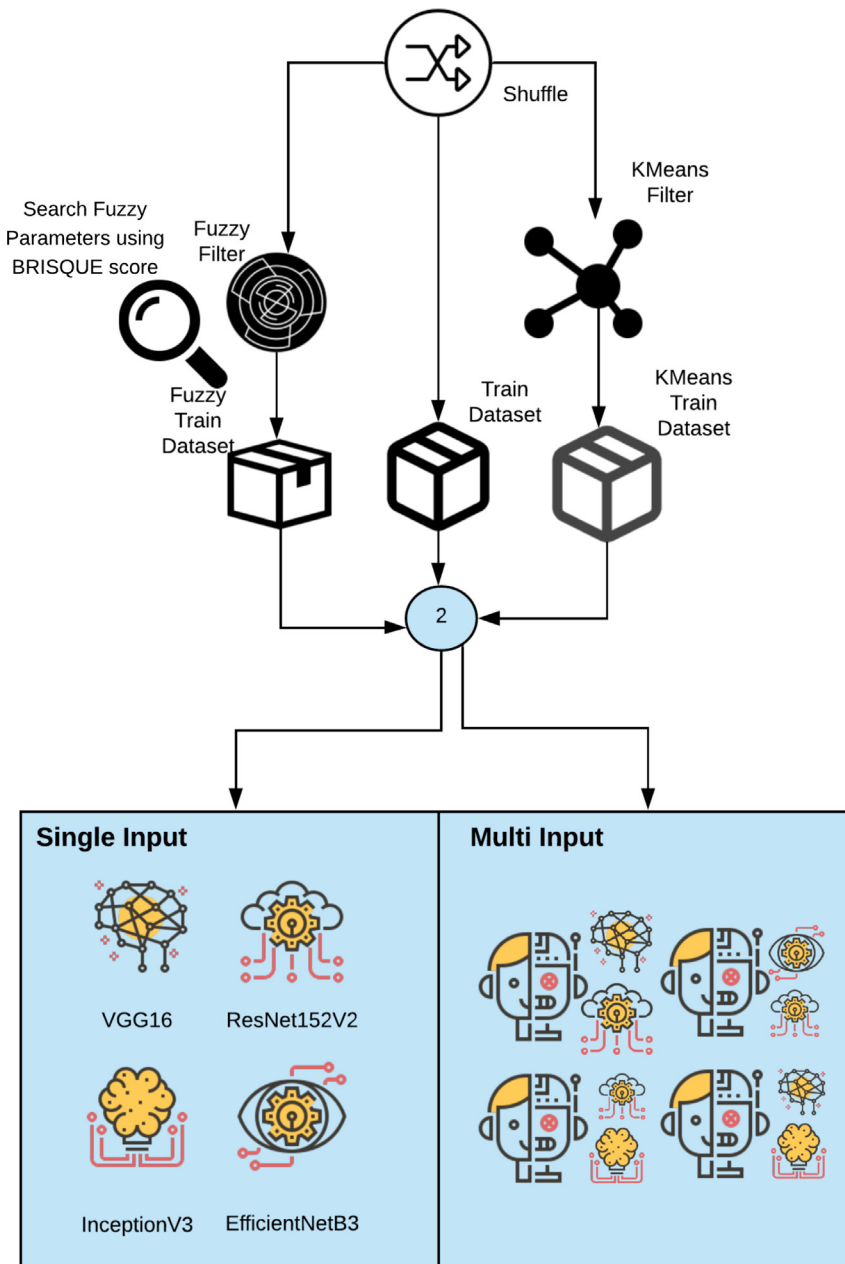 Shuffle
KMeans
Filter
Search Fuzzy
Parameters using
BRISQUE score
Fuzzy
Filter
Fuzzy
Train
Dataset
Train
Dataset
KMeans
Train
Dataset
2
Single Input
VGG16
ResNet152V2
InceptionV3
EfficientNetB3
Multi Input